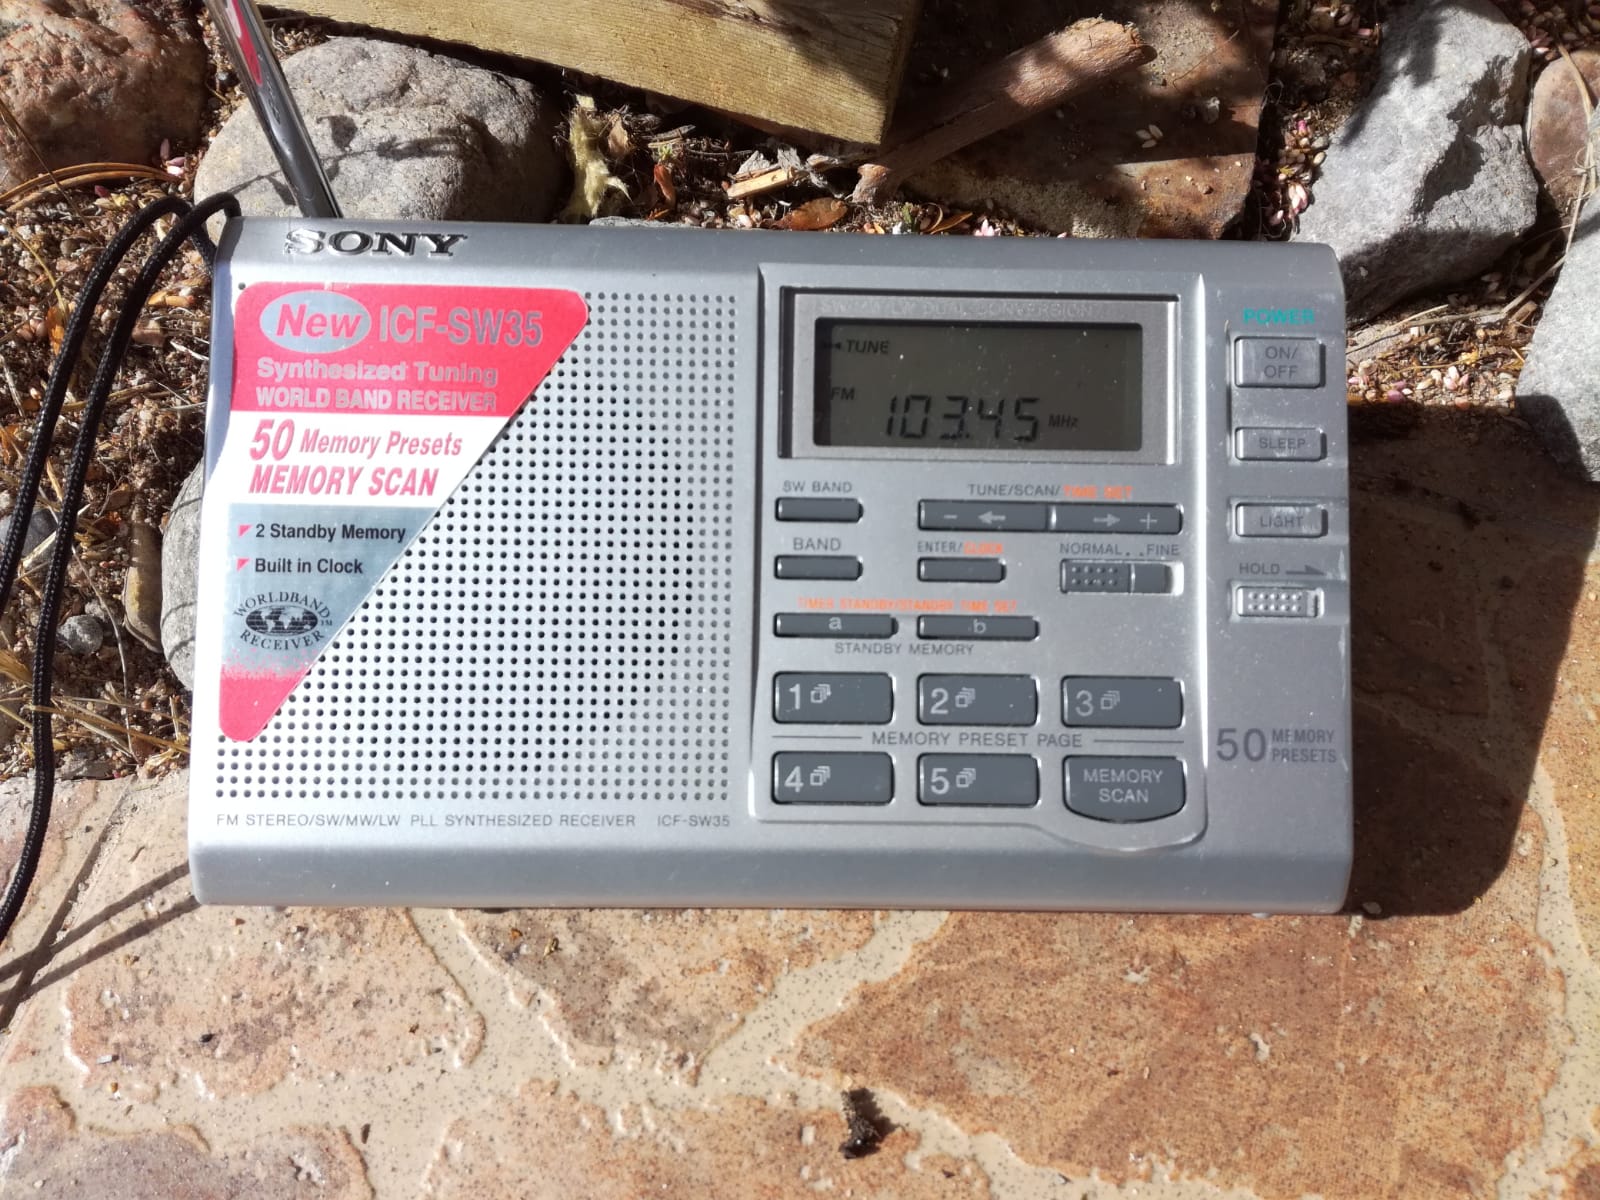 SONY
New ICF-SW35
Synthesized Tuning
WORLD BAND RECEIVER
50 Memory Presets
MEMORY SCAN
2 Standby Memory
Built in Clock
WORLDBAND
RECEIVER TM
FM STEREO/SW/MW/LW PLL SYNTHESIZED RECEIVER ICF-SW35
DUAL CONVERSION
TUNE
FM 103.45 MHz
SW BAND
TUNE/SCAN/TIME SET
- +
BAND
ENTER/CLOCK
NORMAL..FINE
TIMER STANDBY/STANDBY TIME SET
a b
STANDBY MEMORY
1 2 3
MEMORY PRESET PAGE
4 5 MEMORY
SCAN
POWER
ON/
OFF
SLEEP
LIGHT
HOLD
50 MEMORY
PRESETS